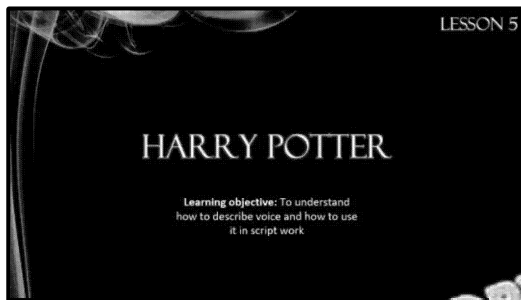 LESSON 5
HARRY POTTER
Learning objective: To understand
how to describe voice and how to use
it in script work